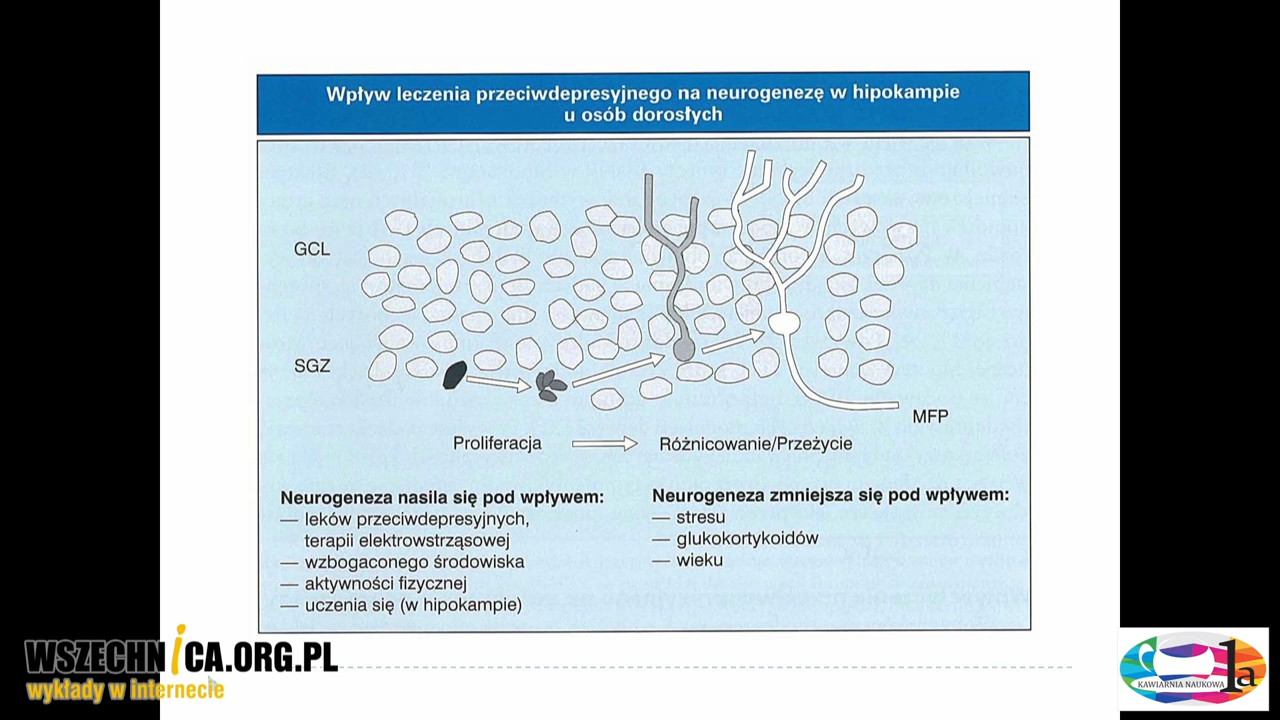 Wpływ leczenia przeciwdepresyjnego na neurogenezę w hipokampie
u osób dorosłych
GCL
SGZ
MFP
Proliferacja
Różnicowanie/Przeżycie
Neurogeneza nasila się pod wpływem:
— leków przeciwdepresyjnych,
terapii elektrowstrząsowej
— wzbogaconego środowiska
— aktywności fizycznej
— uczenia się (w hipokampie)
Neurogeneza zmniejsza się pod wpływem:
— stresu
— glukokortykoidów
— wieku
WSZECHNiCA.ORG.PL
wykłady w internecie
KAWIARNIA NAUKOWA 1a